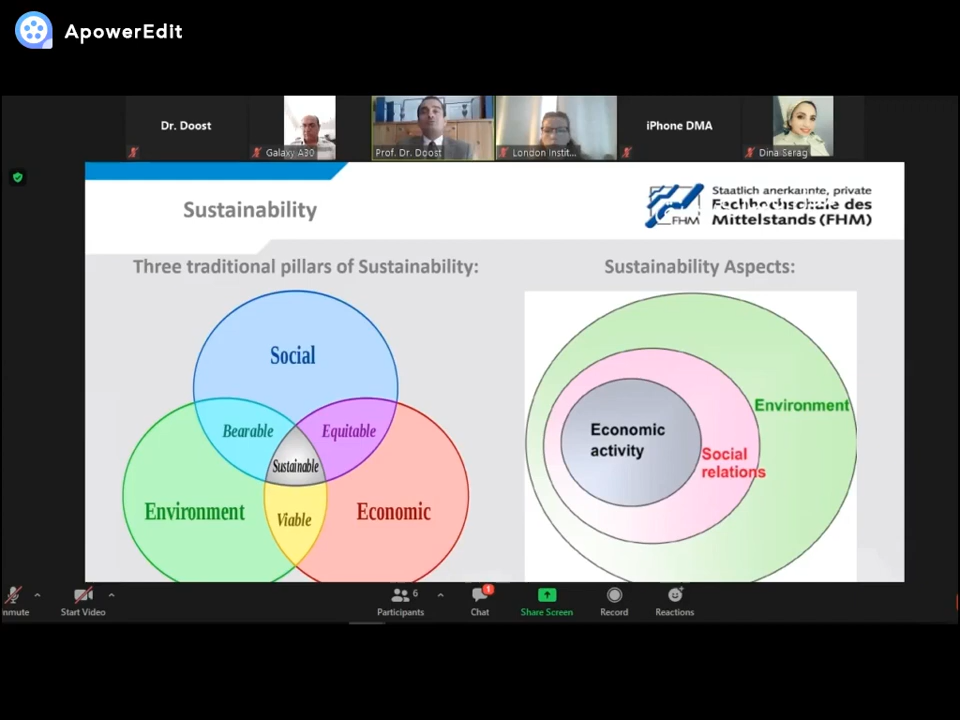 ApowerEdit
Dr. Doost
Galaxy A30
Prof. Dr. Doost
London Instit...
iPhone DMA
Dina Serag
Sustainability
FHM
Staatlich anerkannte, private
Fachhochschule des
Mittelstands (FHM)
Three traditional pillars of Sustainability:
Sustainability Aspects:
Social
Bearable
Equitable
Sustainable
Environment
Viable
Economic
Environment
Economic
activity
Social
relations
nmute
Start Video
6
Participants
1
Chat
Share Screen
Record
Reactions